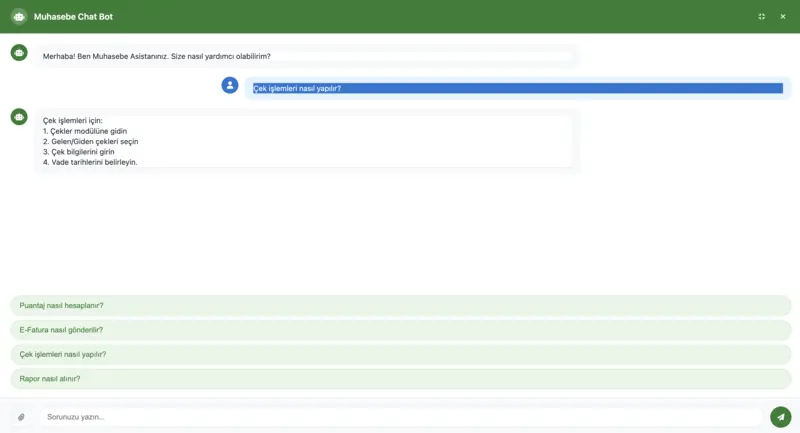 Muhasebe Chat Bot
Merhaba! Ben Muhasebe Asistanınız. Size nasıl yardımcı olabilirim?
Çek işlemleri nasıl yapılır?
Çek işlemleri için:
1. Çekler modülüne gidin
2. Gelen/Giden çekleri seçin
3. Çek bilgilerini girin
4. Vade tarihlerini belirleyin.
Puantaj nasıl hesaplanır?
E-Fatura nasıl gönderilir?
Çek işlemleri nasıl yapılır?
Rapor nasıl alınır?
Sorunuzu yazın...